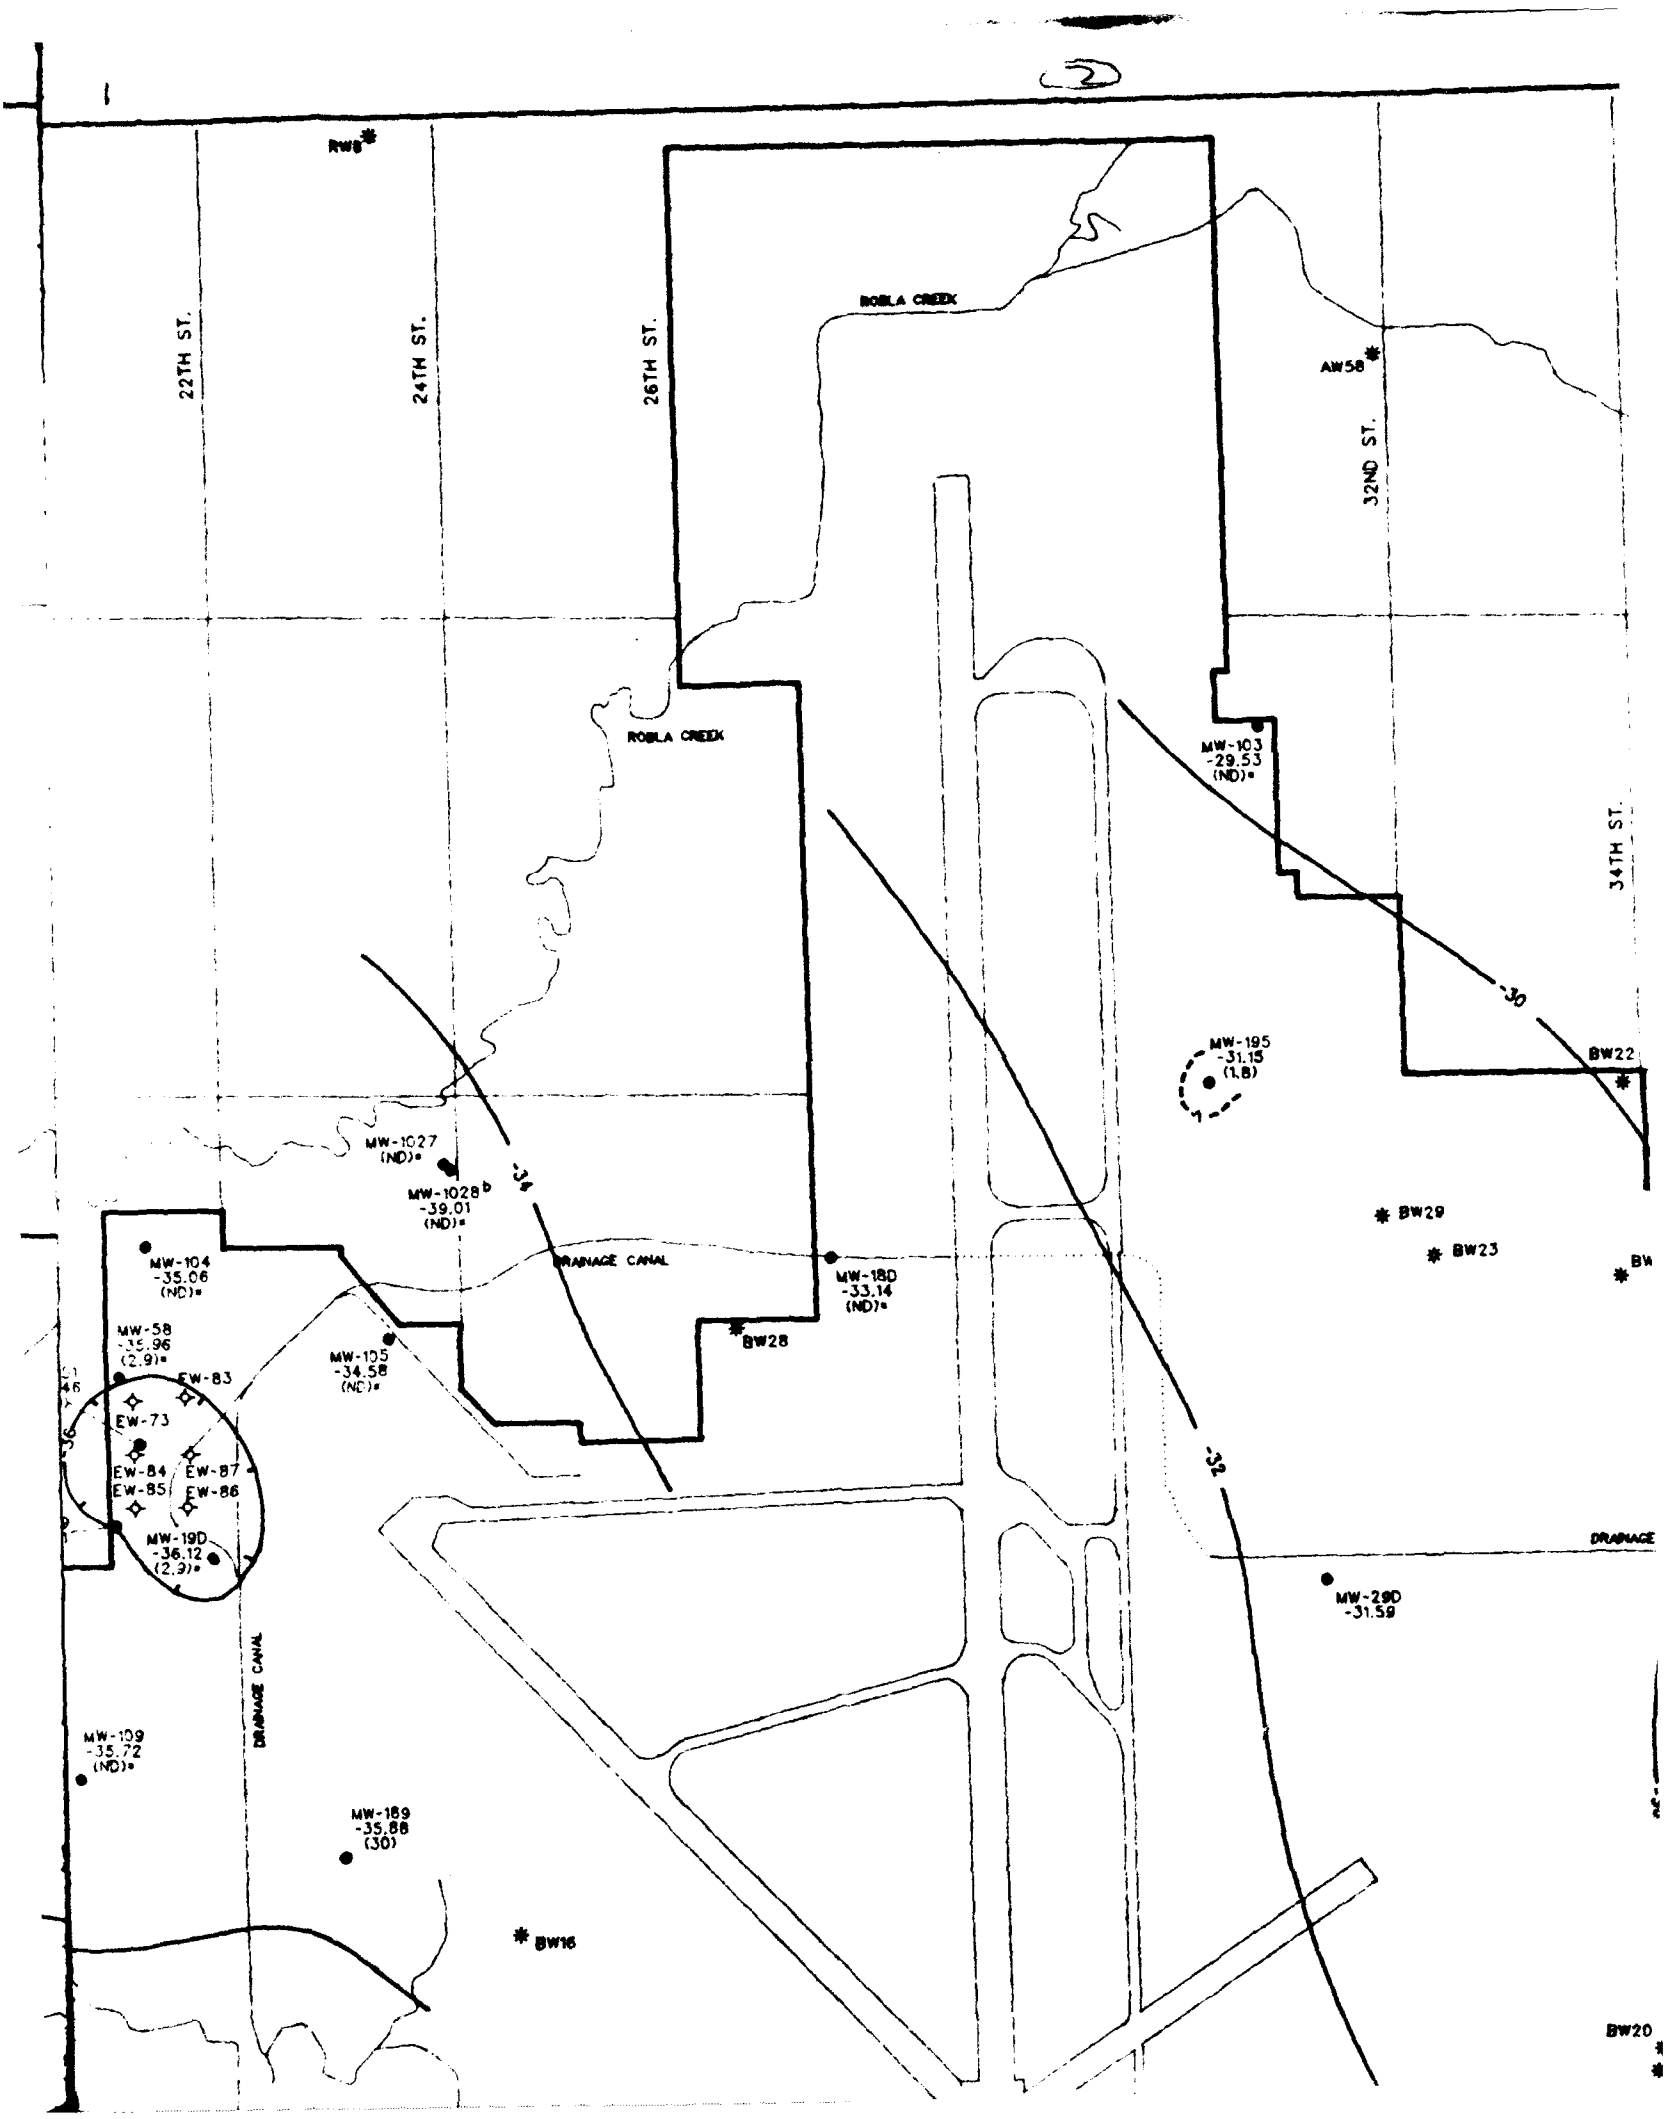 2
RW8
22TH ST.
24TH ST.
26TH ST.
ROBLA CREEK
AW58
32ND ST.
ROBLA CREEK
MW-103
-29.53
(ND)*
34TH ST.
-30
MW-195
-31.15
(1.8)
1
BW22
MW-1027
(ND)*
MW-1028b
-39.01
(ND)*
-34
BW29
BW23
BW
MW-104
-35.06
(ND)*
DRAINAGE CANAL
MW-18D
-33.14
(ND)*
MW-58
-35.96
(2.9)*
BW28
MW-105
-34.58
(ND)*
46
EW-83
EW-73
-36
EW-84
EW-87
EW-85
EW-86
-32
MW-19D
-36.12
(2.9)*
DRAINAGE
MW-29D
-31.59
DRAINAGE CANAL
MW-109
-35.72
(ND)*
MW-189
-35.88
(30)
BW16
BW20